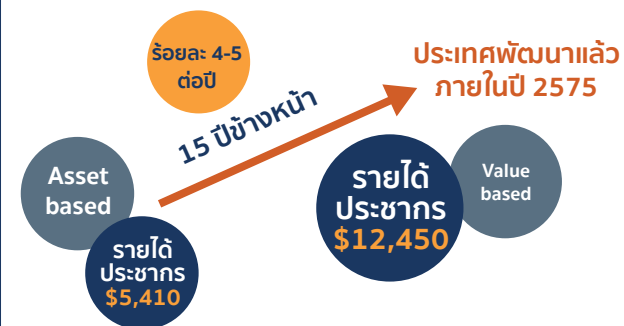 ร้อยละ 4-5
ต่อปี
ประเทศพัฒนาแล้ว
ภายในปี 2575
15 ปีข้างหน้า
Asset
based
รายได้
ประชากร
$5,410
รายได้
ประชากร
$12,450
Value
based